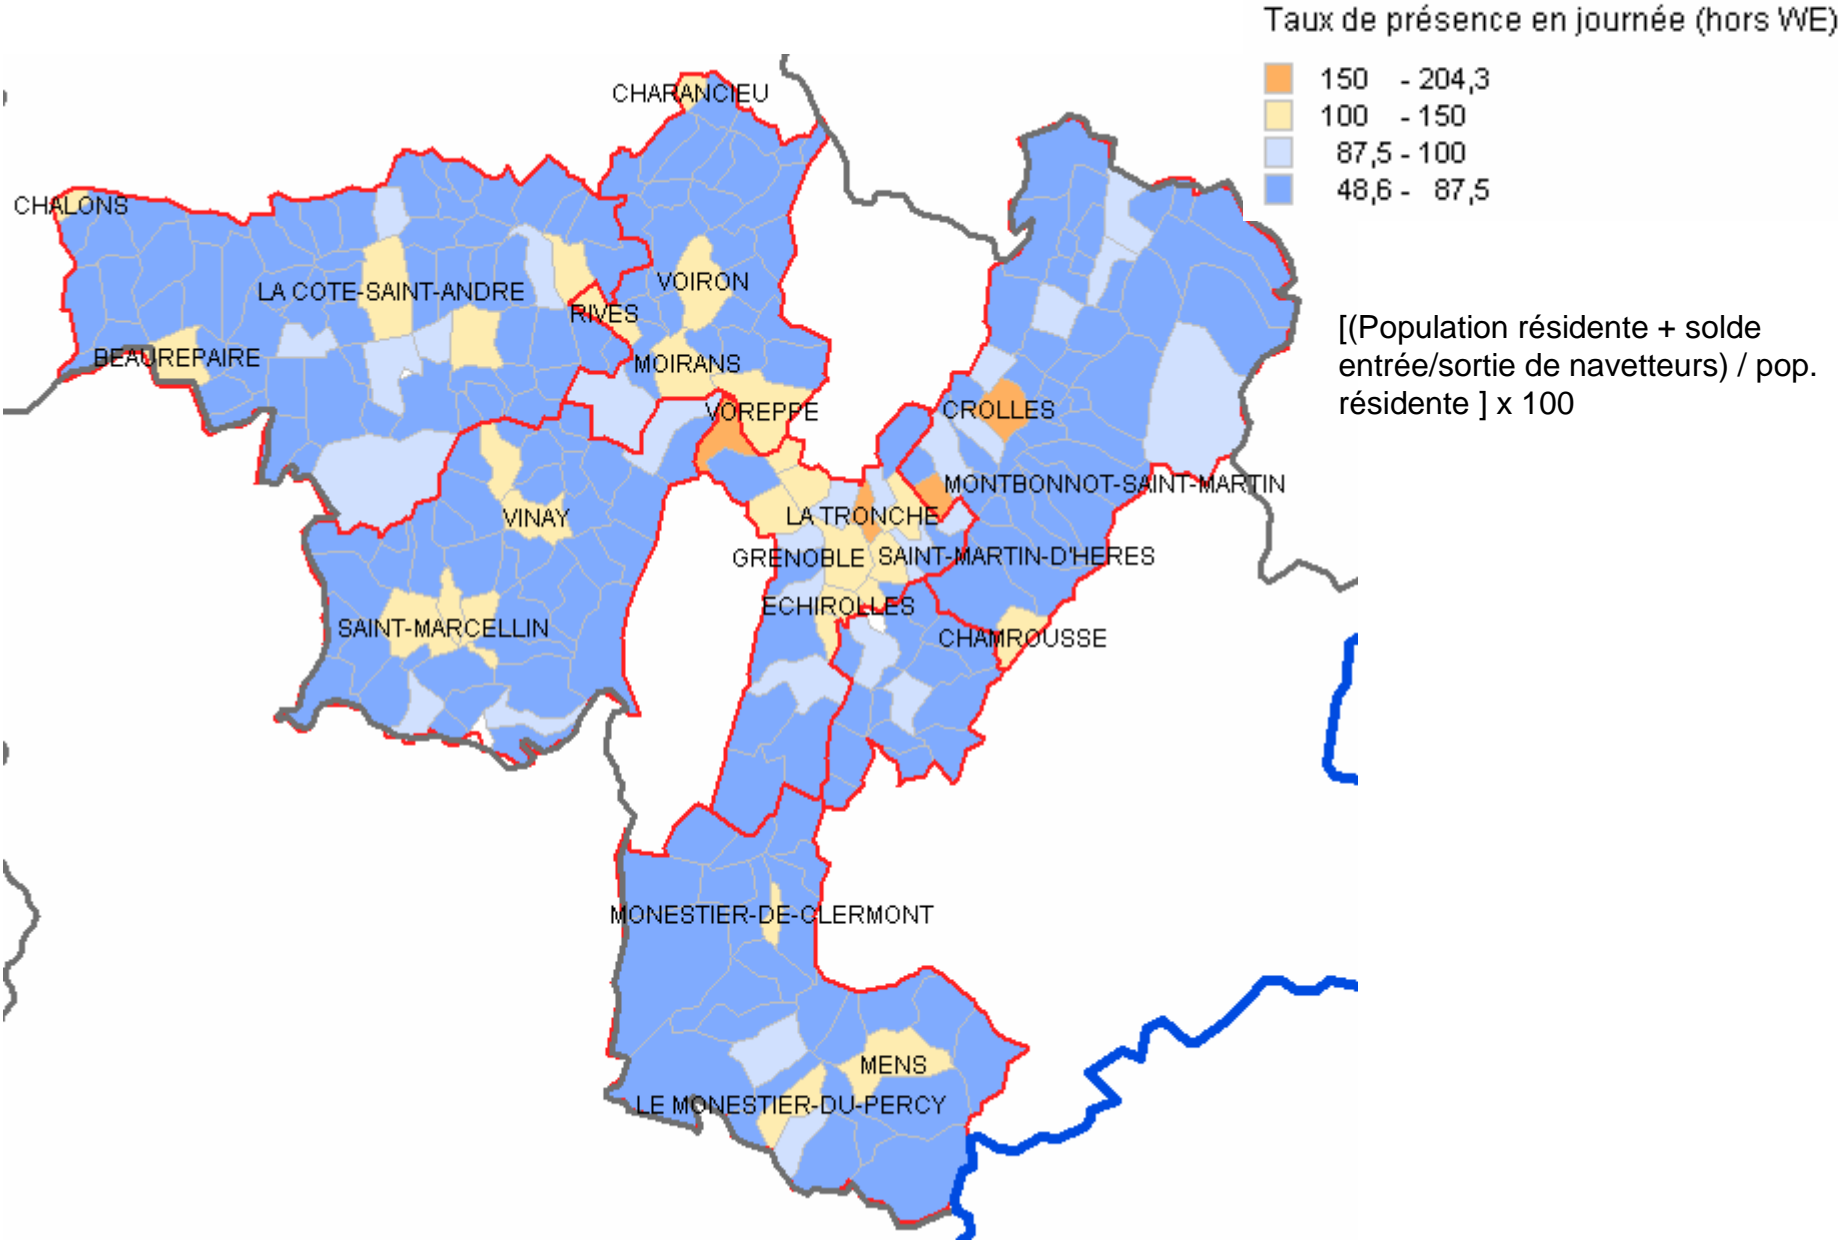 Taux de présence en journée (hors WE)
150 - 204,3
100 - 150
87,5 - 100
48,6 - 87,5
[(Population résidente + solde
entrée/sortie de navetteurs) / pop.
résidente ] x 100
CHARANCIEU
CHALONS
VOIRON
LA COTE-SAINT-ANDRE
RIVES
BEAUREPAIRE
MOIRANS
VOREPPE
CROLLES
MONTBONNOT-SAINT-MARTIN
VINAY
LA TRONCHE
GRENOBLE
SAINT-MARTIN-D'HERES
ECHIROLLES
SAINT-MARCELLIN
CHAMROUSSE
MONESTIER-DE-CLERMONT
MENS
LE MONESTIER-DU-PERCY